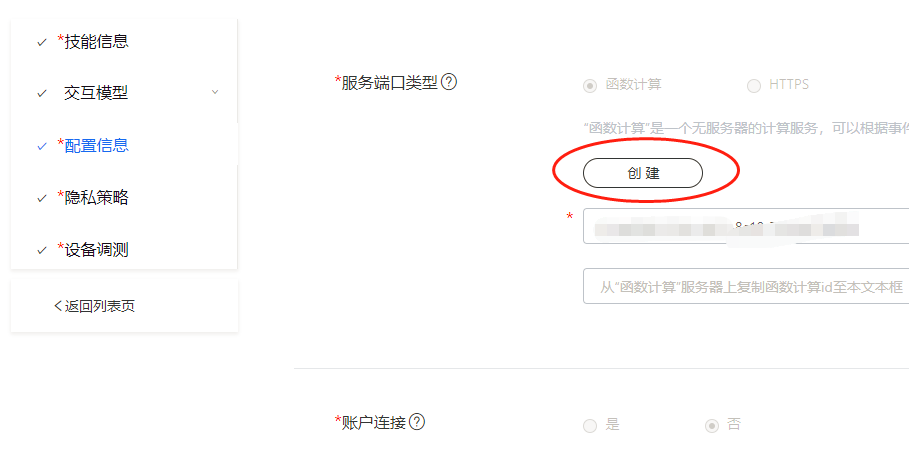 *技能信息
交互模型
*配置信息
*隐私策略
*设备调测
返回列表页
*服务端口类型?
函数计算
HTTPS
“函数计算”是一个无服务器的计算服务，可以根据事件
创建
*
从“函数计算”服务器上复制函数计算id至本文本框
*账户连接?
是
否